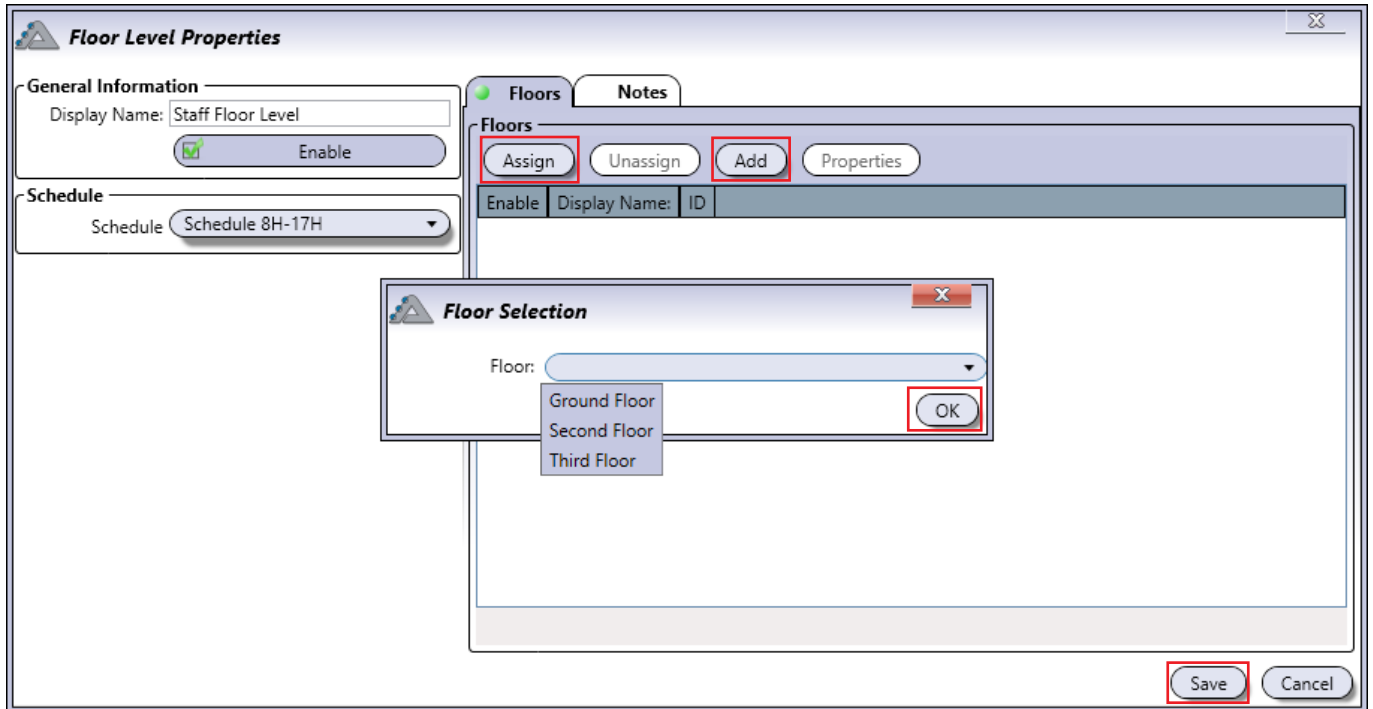 Floor Level Properties
General Information
Display Name: Staff Floor Level
Enable
Schedule
Schedule Schedule 8H-17H
Floors Notes
Floors
Assign Unassign Add Properties
Enable Display Name: ID
Floor Selection
Floor:
Ground Floor
Second Floor
Third Floor
OK
Save Cancel